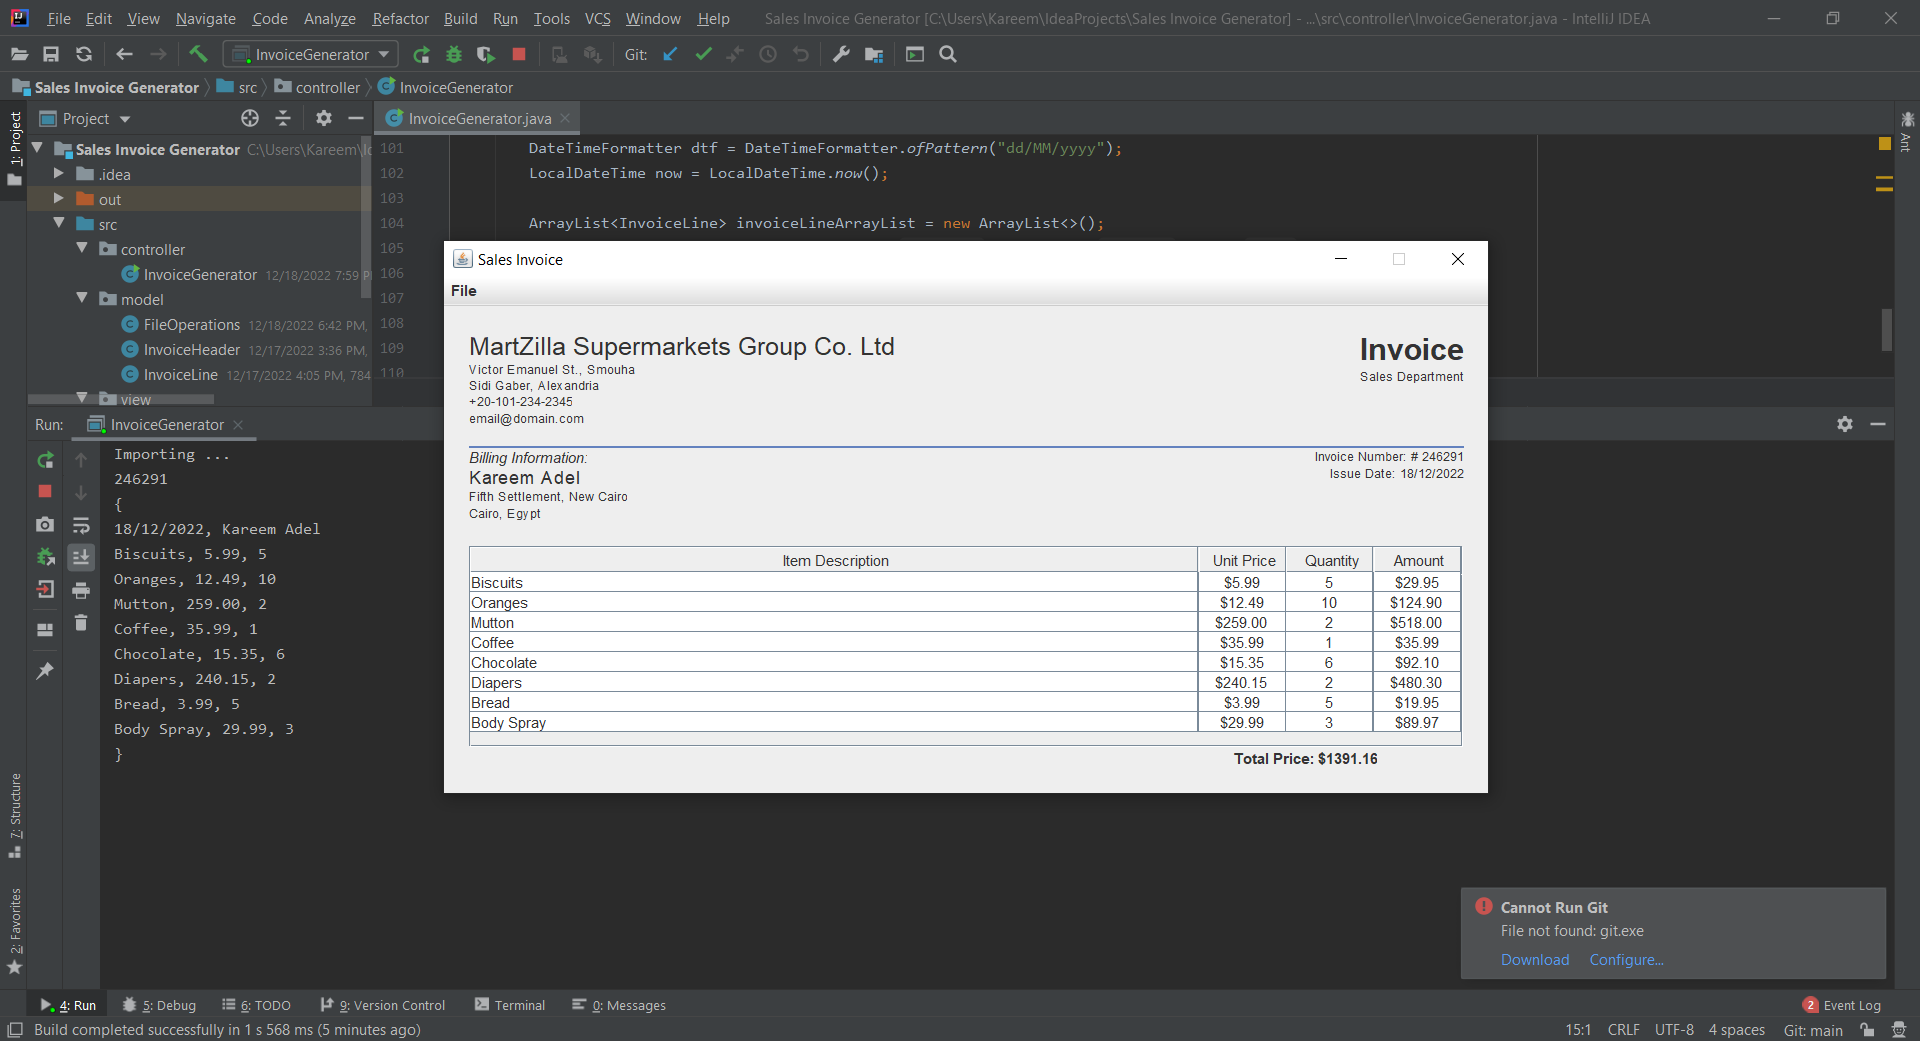 File Edit View Navigate Code Analyze Refactor Build Run Tools VCS Window Help Sales Invoice Generator [C:\Users\Kareem\IdeaProjects\Sales Invoice Generator] - ...\src\controller\InvoiceGenerator.java - IntelliJ IDEA
InvoiceGenerator Git:
Sales Invoice Generator src controller InvoiceGenerator
1: Project
Project
InvoiceGenerator.java
Ant
Sales Invoice Generator C:\Users\Kareem\
.idea
out
src
controller
InvoiceGenerator 12/18/2022 7:59 P
model
FileOperations 12/18/2022 6:42 PM,
InvoiceHeader 12/17/2022 3:36 PM,
InvoiceLine 12/17/2022 4:05 PM, 784
view
101 DateTimeFormatter dtf = DateTimeFormatter.ofPattern("dd/MM/yyyy");
102 LocalDateTime now = LocalDateTime.now();
103
104 ArrayList<InvoiceLine> invoiceLineArrayList = new ArrayList<>();
105
106
107
108
109
110
Run: InvoiceGenerator
Importing ...
246291
{
18/12/2022, Kareem Adel
Biscuits, 5.99, 5
Oranges, 12.49, 10
Mutton, 259.00, 2
Coffee, 35.99, 1
Chocolate, 15.35, 6
Diapers, 240.15, 2
Bread, 3.99, 5
Body Spray, 29.99, 3
}
Sales Invoice
File
MartZilla Supermarkets Group Co. Ltd
Victor Emanuel St., Smouha
Sidi Gaber, Alexandria
+20-101-234-2345
email@domain.com
Invoice
Sales Department
Billing Information:
Kareem Adel
Fifth Settlement, New Cairo
Cairo, Egypt
Invoice Number: # 246291
Issue Date: 18/12/2022
Item Description Unit Price Quantity Amount
Biscuits $5.99 5 $29.95
Oranges $12.49 10 $124.90
Mutton $259.00 2 $518.00
Coffee $35.99 1 $35.99
Chocolate $15.35 6 $92.10
Diapers $240.15 2 $480.30
Bread $3.99 5 $19.95
Body Spray $29.99 3 $89.97
Total Price: $1391.16
7: Structure
2: Favorites
Cannot Run Git
File not found: git.exe
Download Configure...
4: Run 5: Debug 6: TODO 9: Version Control Terminal 0: Messages 2 Event Log
Build completed successfully in 1 s 568 ms (5 minutes ago) 15:1 CRLF UTF-8 4 spaces Git: main